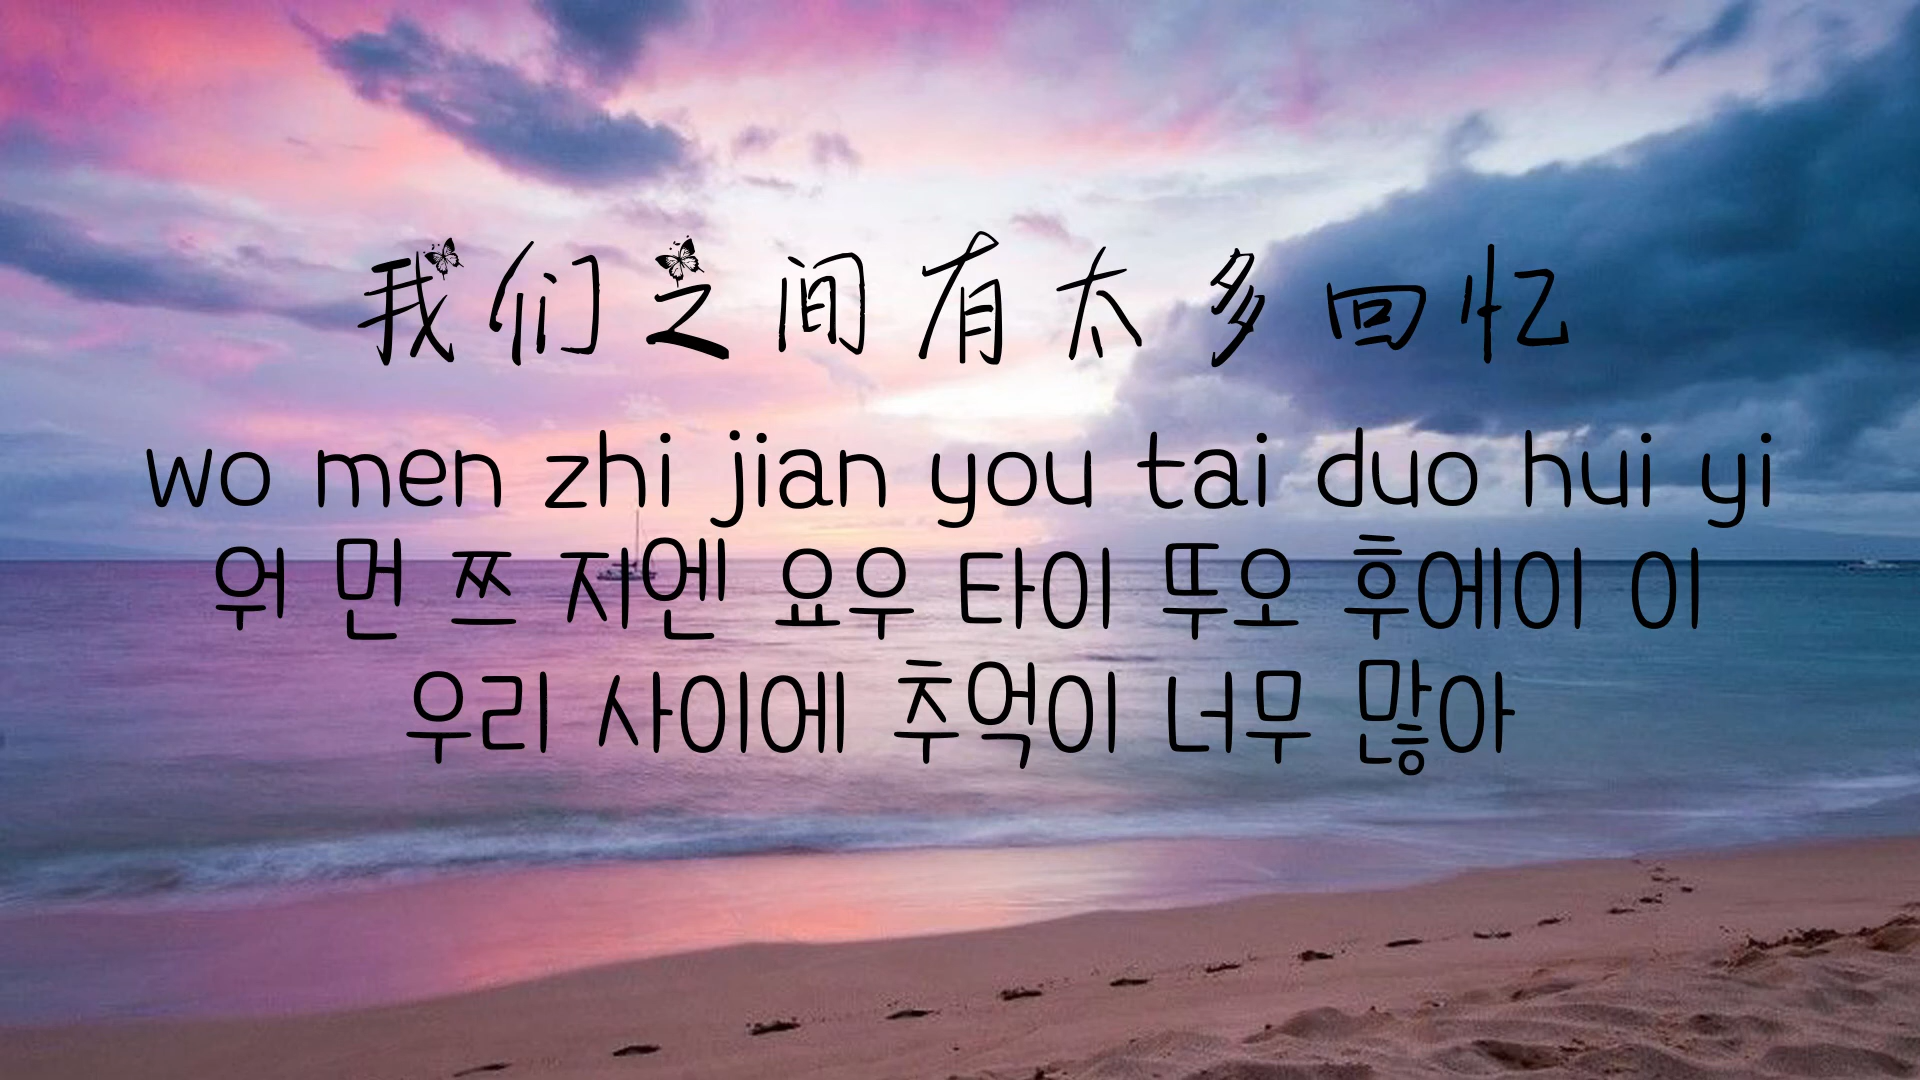 我们之间有太多回忆
wo men zhi jian you tai duo hui yi
워 먼 쯔 지엔 요우 타이 뚜오 후에이 이
우리 사이에 추억이 너무 많아